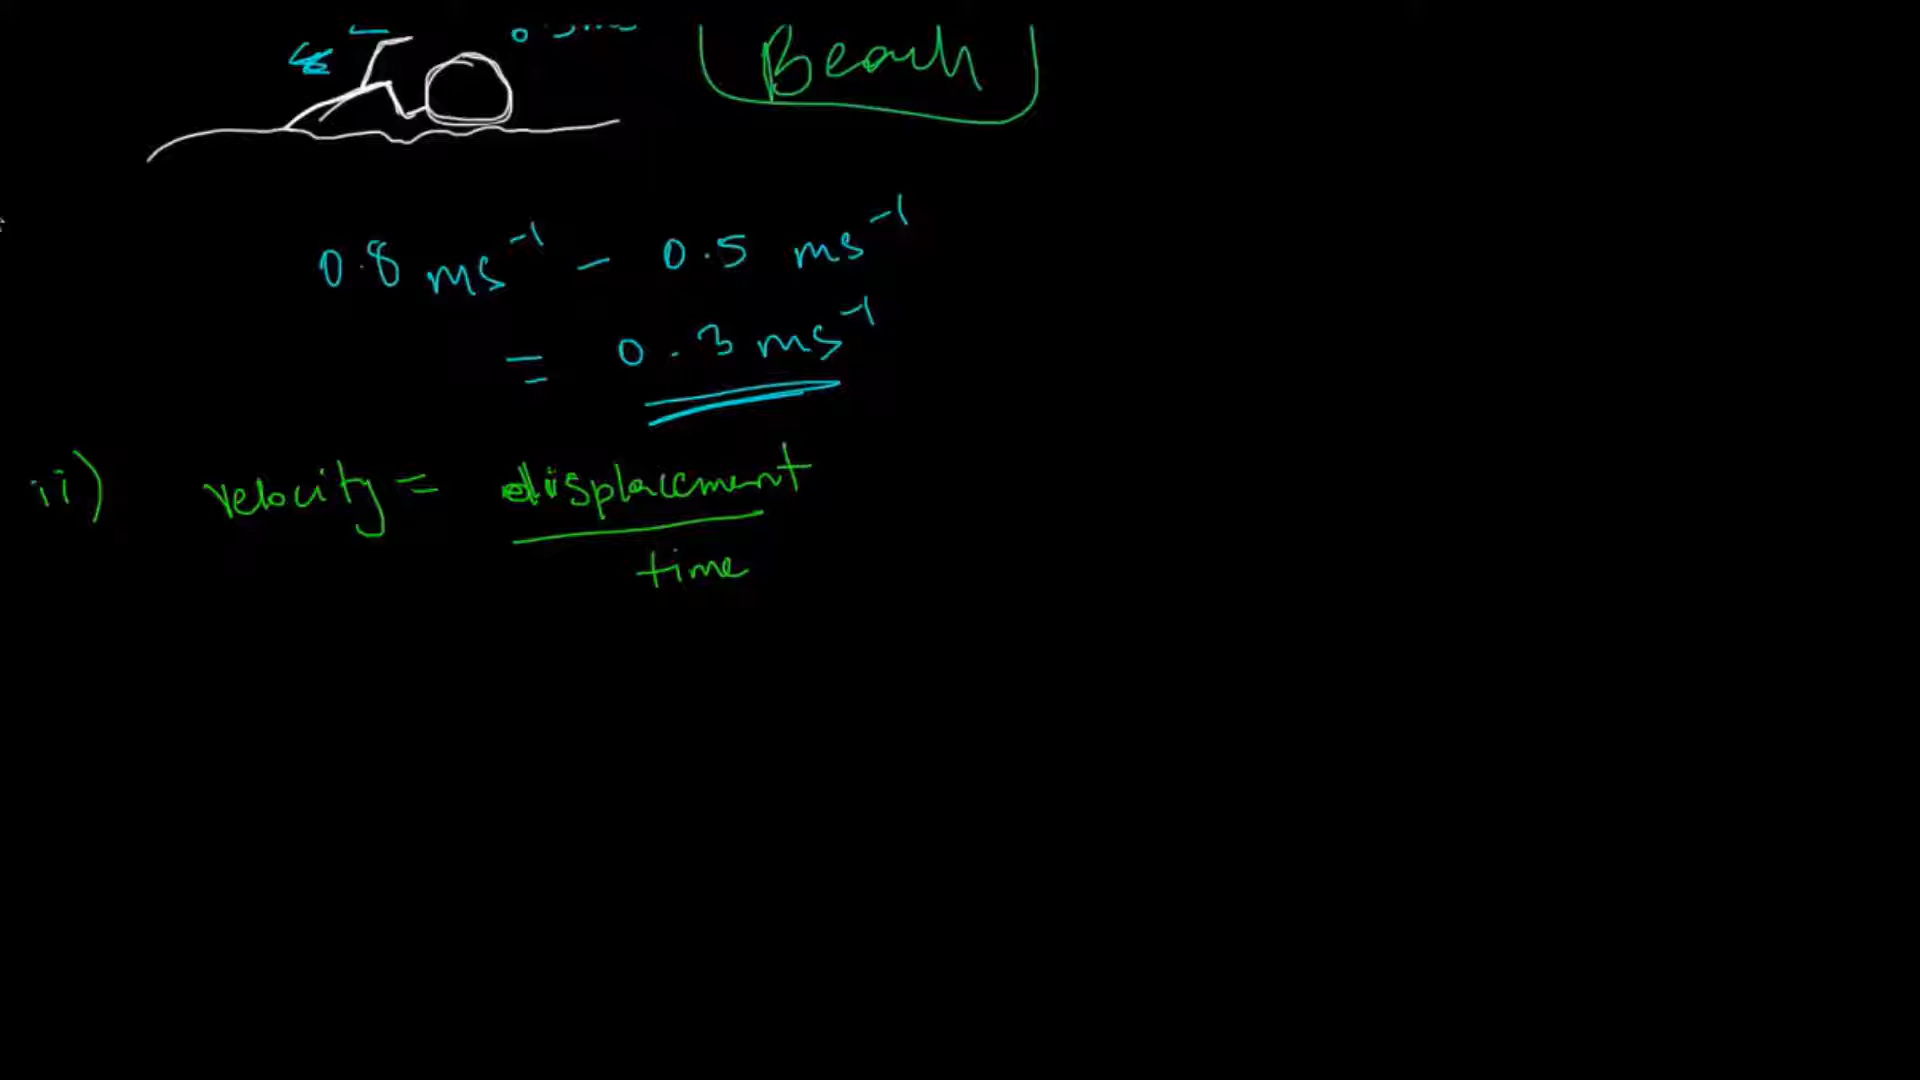 Beach
0.8 ms⁻¹ - 0.5 ms⁻¹
= 0.3 ms⁻¹
ii) velocity = displacement
time